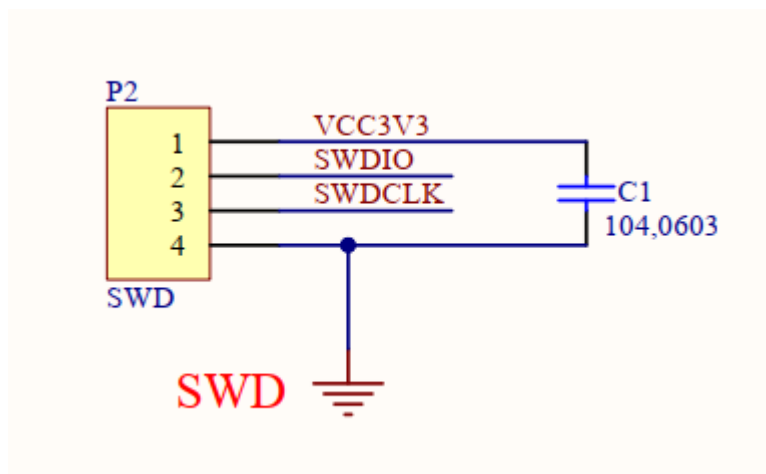 P2
1 VCC3V3
2 SWDIO
3 SWDCLK
4
C1
104,0603
SWD
SWD